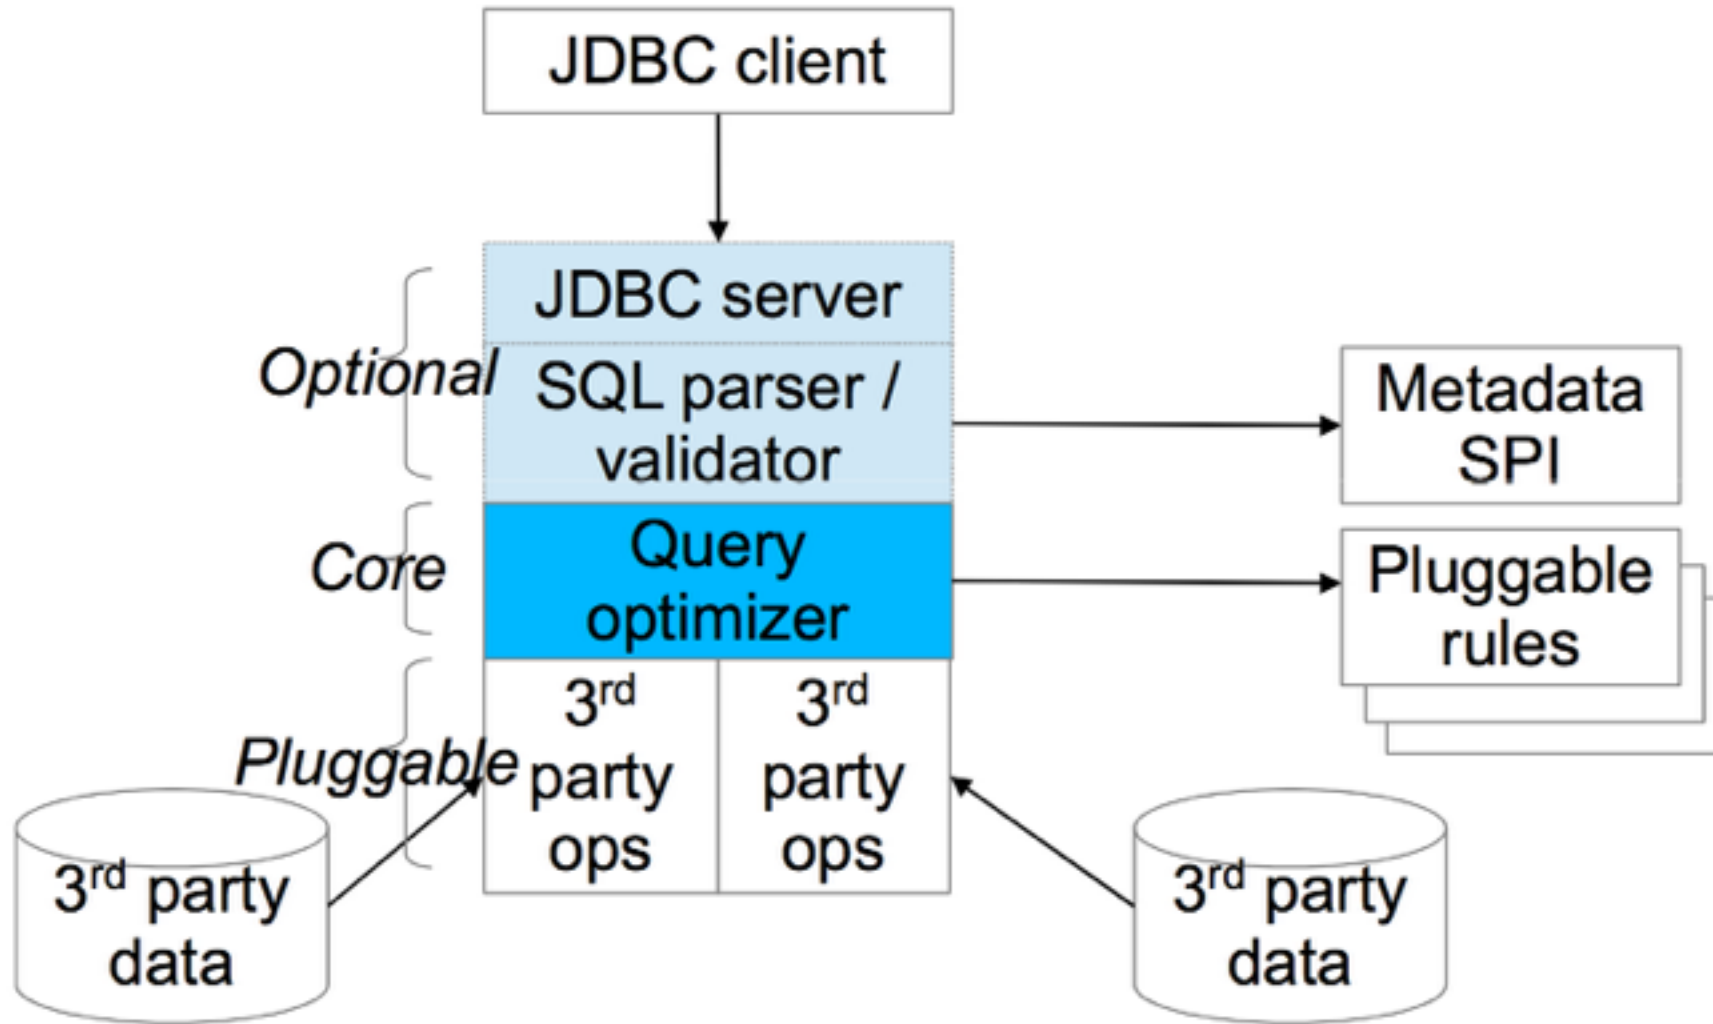 JDBC client
JDBC server
Optional
SQL parser /
validator
Metadata
SPI
Query
optimizer
Core
Pluggable
rules
3rd
party
ops
3rd
party
ops
Pluggable
3rd party
data
3rd party
data